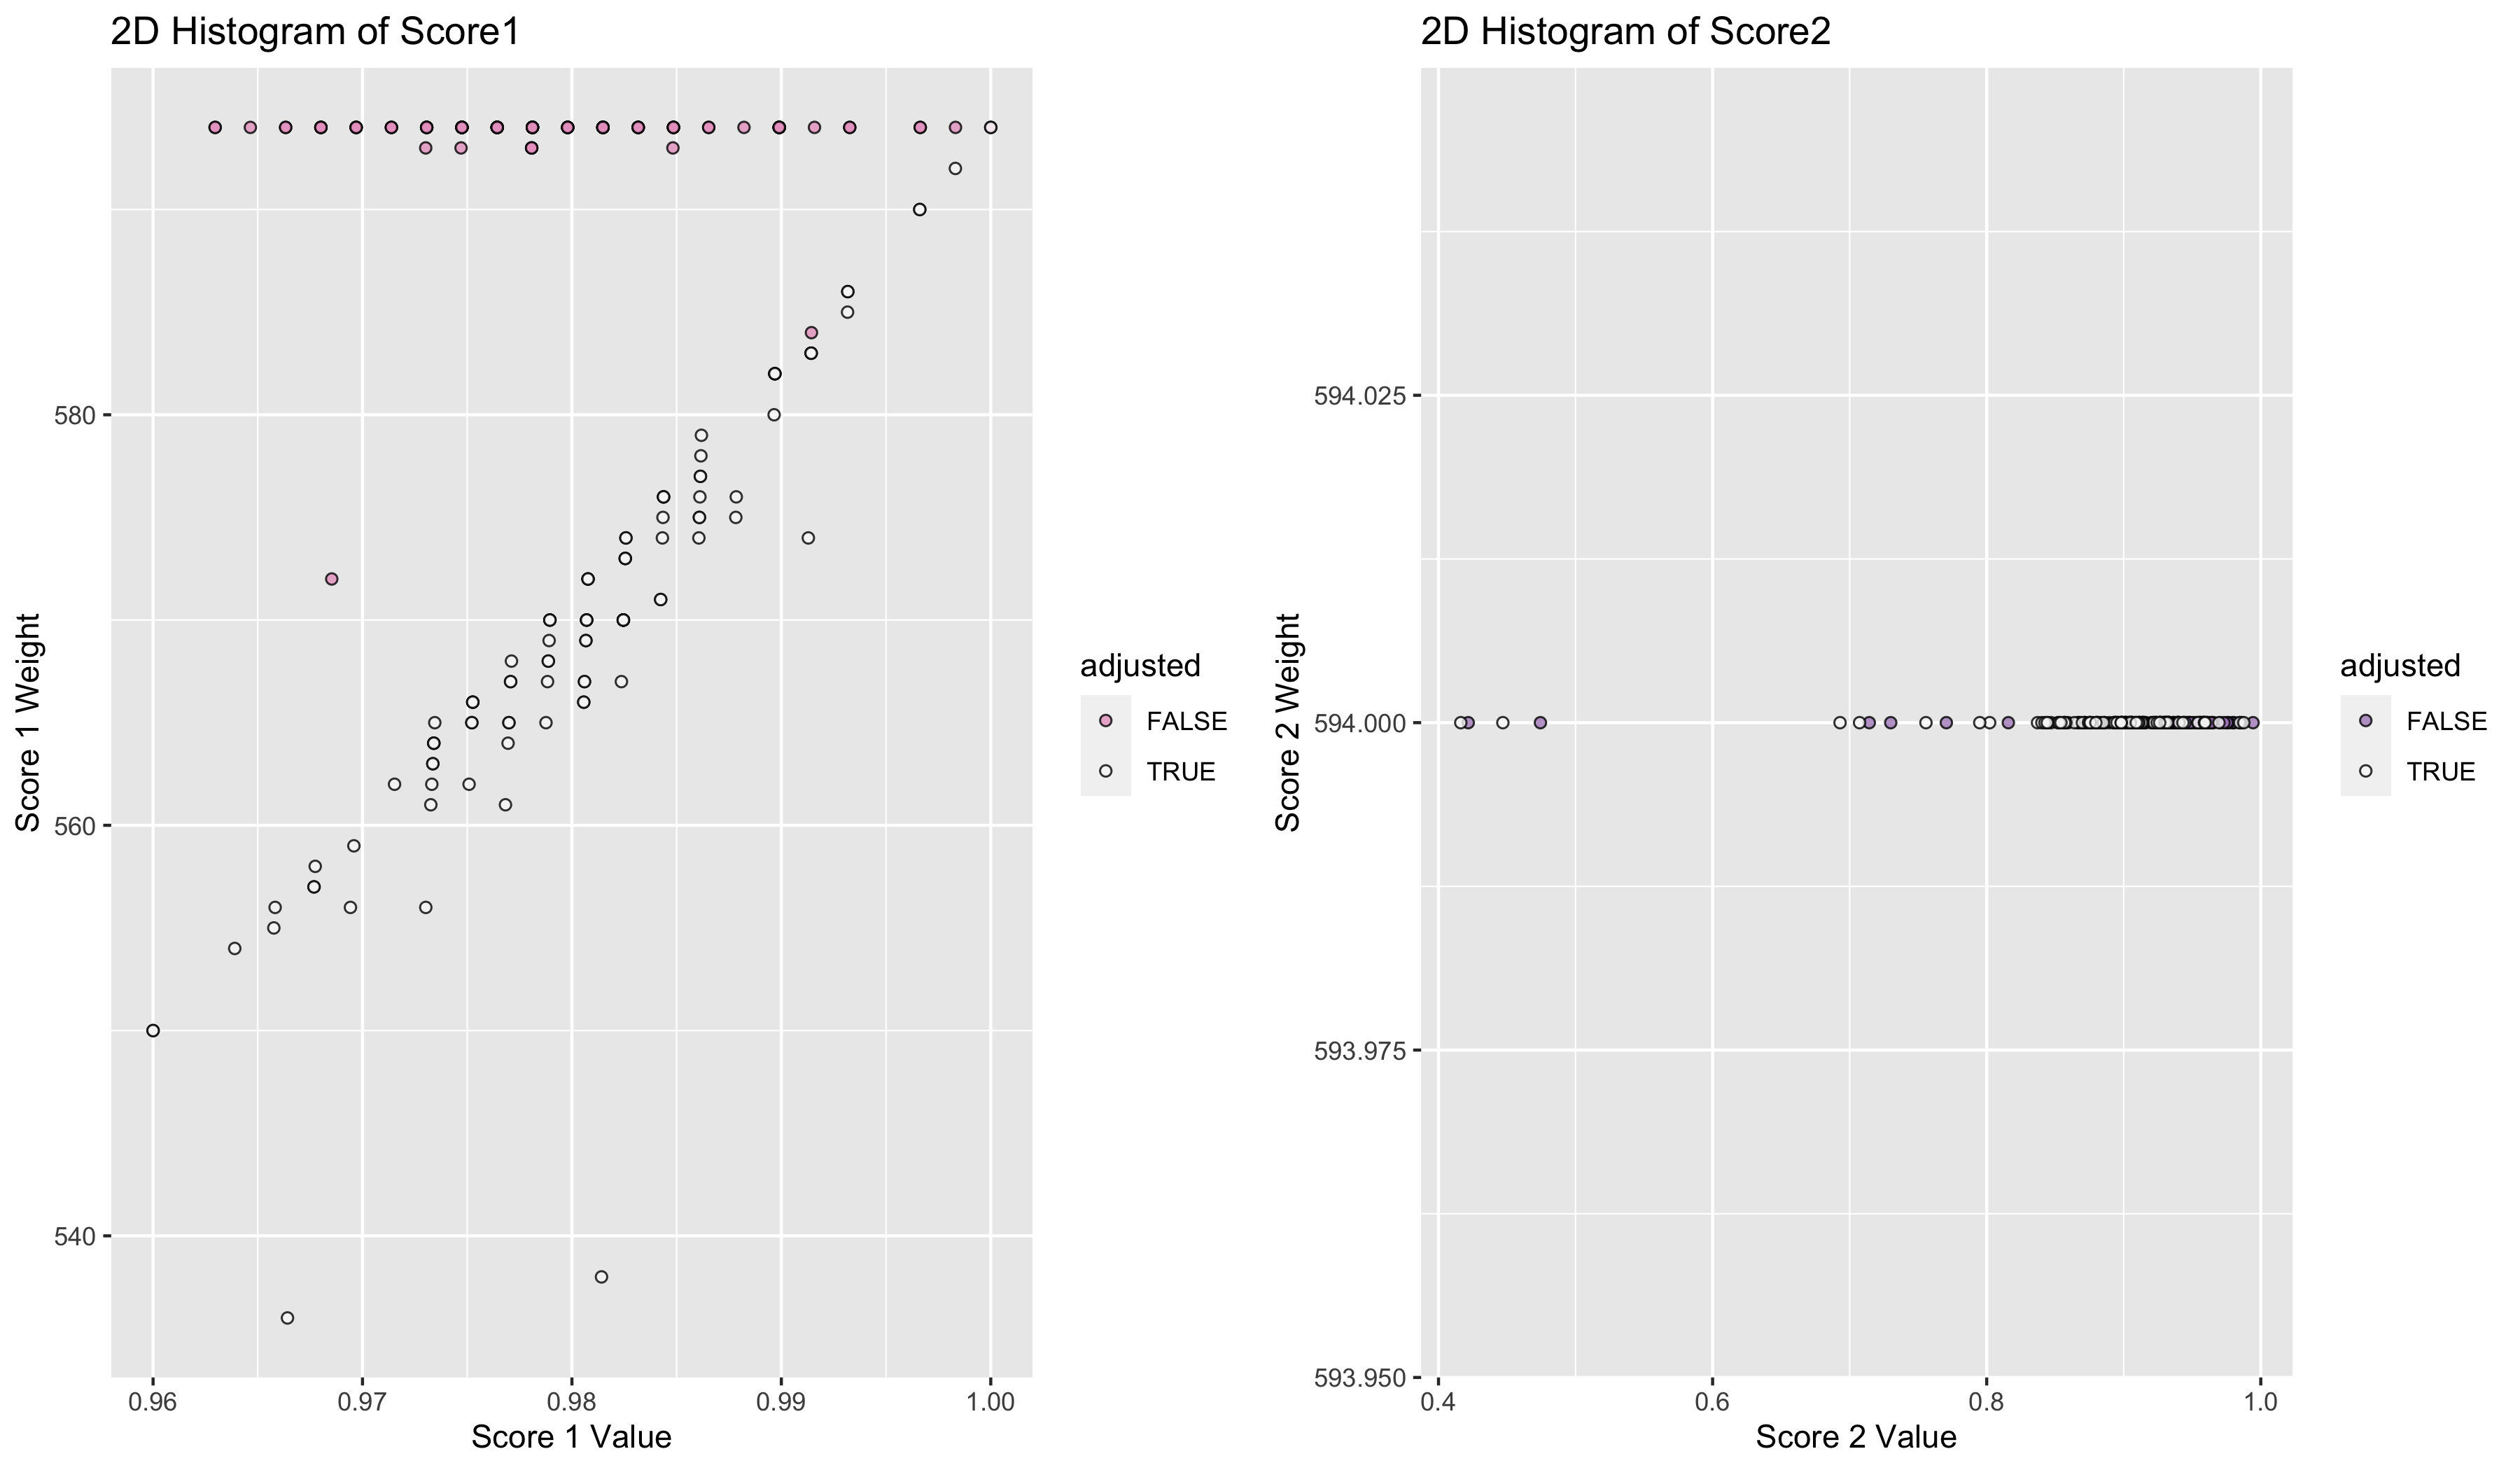 2D Histogram of Score1
580
560
540
0.96 0.97 0.98 0.99 1.00
Score 1 Weight
Score 1 Value
adjusted
FALSE
TRUE
2D Histogram of Score2
594.025
594.000
593.975
593.950
0.4 0.6 0.8 1.0
Score 2 Weight
Score 2 Value
adjusted
FALSE
TRUE